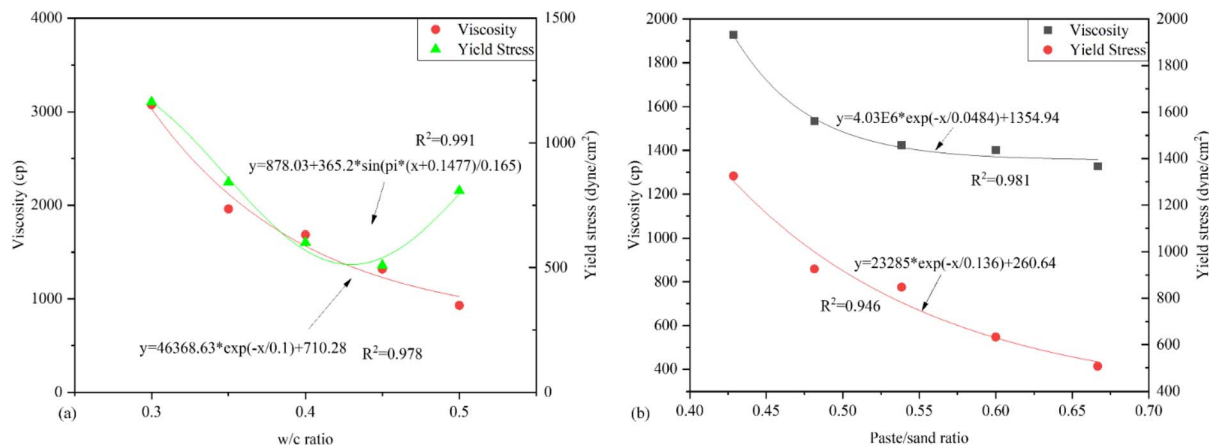 4000
3000
2000
1000
0
Viscosity (cp)
1500
1000
500
0
Yield stress (dyne/cm²)
Viscosity
Yield Stress
R²=0.991
y=878.03+365.2*sin(pi*(x+0.1477)/0.165)
y=46368.63*exp(-x/0.1)+710.28
R²=0.978
(a)
0.3
0.4
0.5
w/c ratio
2000
1800
1600
1400
1200
1000
800
600
400
200
0
Viscosity (cp)
2000
1800
1600
1400
1200
1000
800
600
400
Yield stress (dyne/cm²)
Viscosity
Yield Stress
y=4.03E6*exp(-x/0.0484)+1354.94
R²=0.981
y=23285*exp(-x/0.136)+260.64
R²=0.946
(b)
0.40
0.45
0.50
0.55
0.60
0.65
0.70
Paste/sand ratio